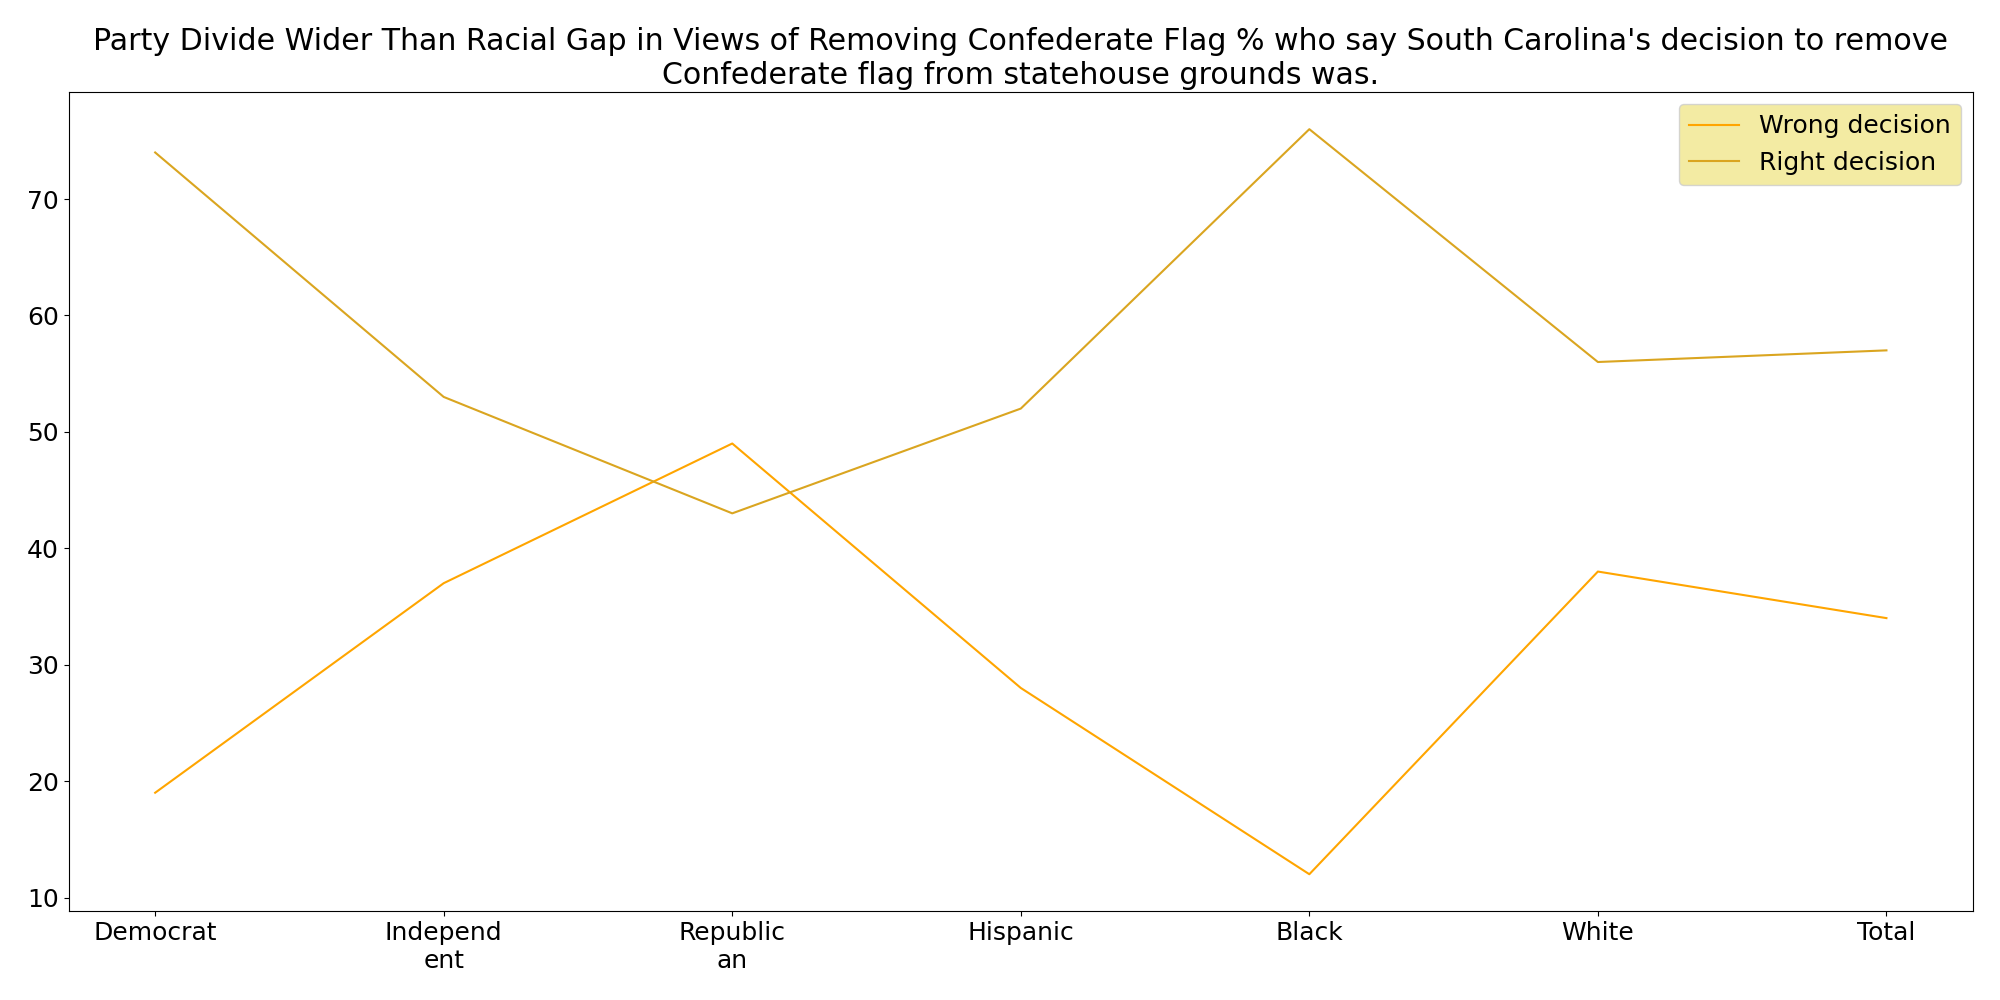 Party Divide Wider Than Racial Gap in Views of Removing Confederate Flag % who say South Carolina's decision to remove
Confederate flag from statehouse grounds was.
Wrong decision
Right decision
70
60
50
40
30
20
10
Democrat
Independ
ent
Republic
an
Hispanic
Black
White
Total